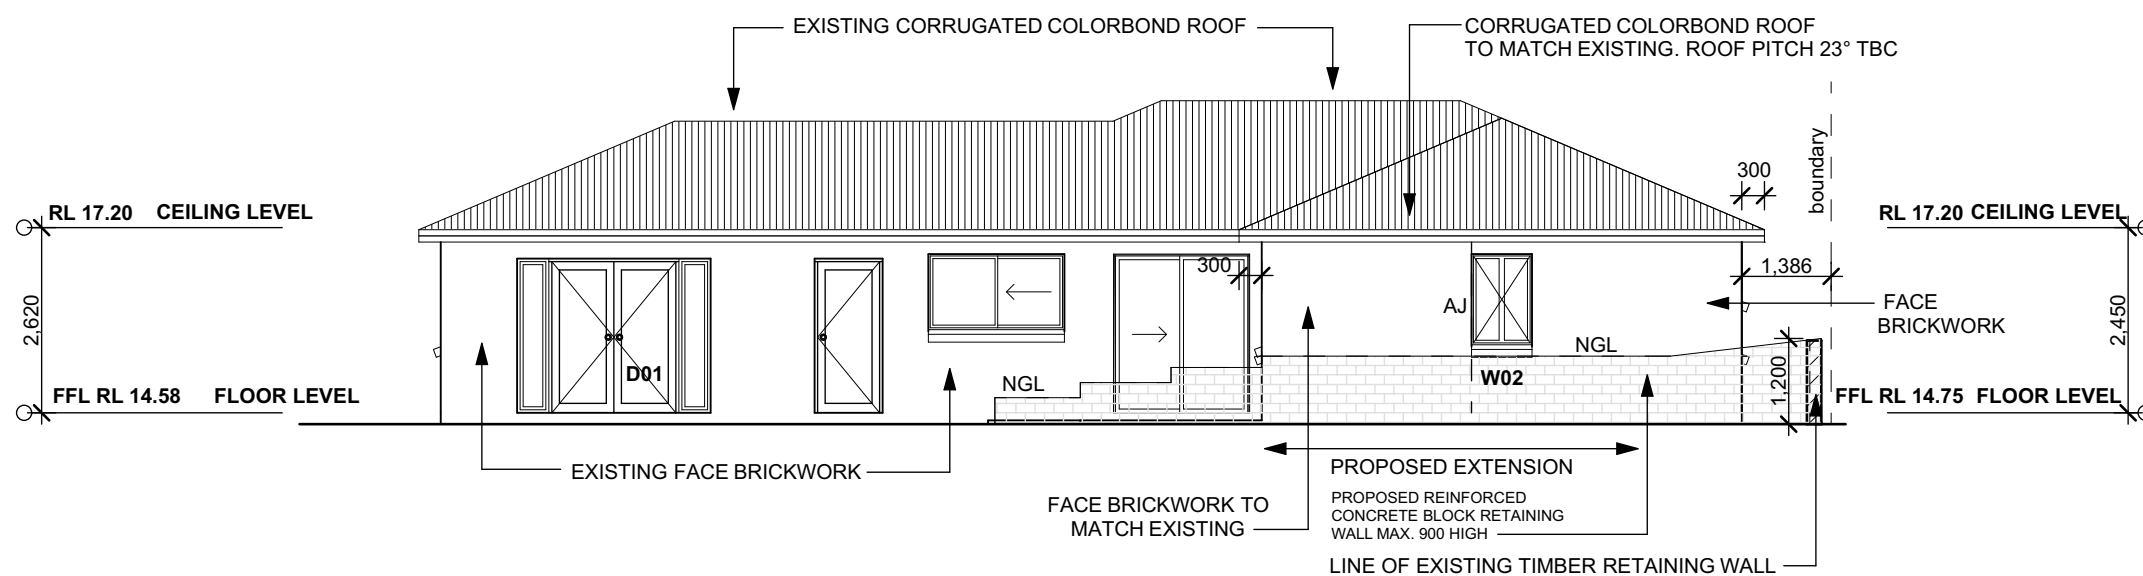 EXISTING CORRUGATED COLORBOND ROOF
CORRUGATED COLORBOND ROOF
TO MATCH EXISTING. ROOF PITCH 23° TBC
boundary
300
RL 17.20 CEILING LEVEL
RL 17.20 CEILING LEVEL
300
1,386
2,620
AJ
FACE
BRICKWORK
2,450
NGL
D01
NGL
W02
1,200
FFL RL 14.58 FLOOR LEVEL
FFL RL 14.75 FLOOR LEVEL
EXISTING FACE BRICKWORK
PROPOSED EXTENSION
FACE BRICKWORK TO
MATCH EXISTING
PROPOSED REINFORCED
CONCRETE BLOCK RETAINING
WALL MAX. 900 HIGH
LINE OF EXISTING TIMBER RETAINING WALL